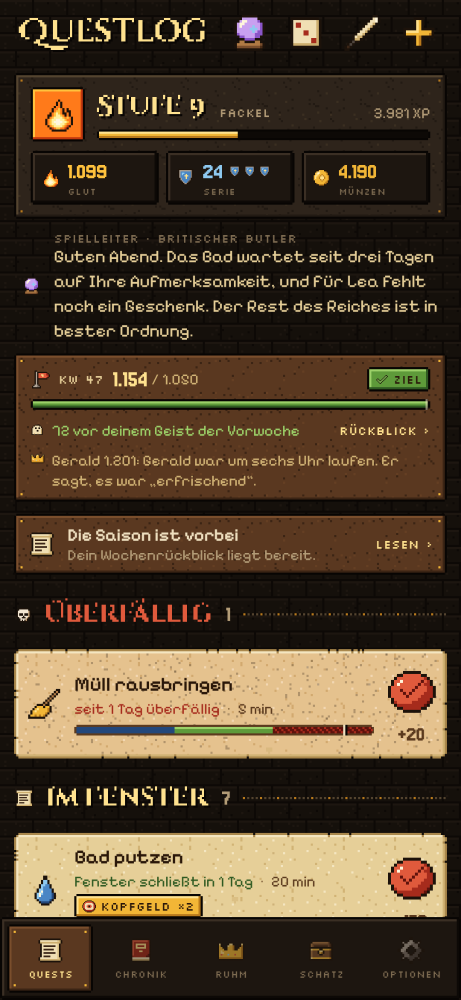 QUESTLOG
STUFE 9 FACKEL 3.981 XP
1.099 GLUT
24 SERIE
4.190 MÜNZEN
SPIELLEITER · BRITISCHER BUTLER
Guten Abend. Das Bad wartet seit drei Tagen
auf Ihre Aufmerksamkeit, und für Lea fehlt
noch ein Geschenk. Der Rest des Reiches ist in
bester Ordnung.
KW 47 1.154 / 1.080 ZIEL
72 vor deinem Geist der Vorwoche RÜCKBLICK ›
Gerald 1.201: Gerald war um sechs Uhr laufen. Er
sagt, es war „erfrischend“.
Die Saison ist vorbei
Dein Wochenrückblick liegt bereit.
LESEN ›
ÜBERFÄLLIG 1
Müll rausbringen
seit 1 Tag überfällig · 8 min
+20
IM FENSTER 7
Bad putzen
Fenster schließt in 1 Tag · 20 min
KOPFGELD ×2
QUESTS CHRONIK RUHM SCHATZ OPTIONEN